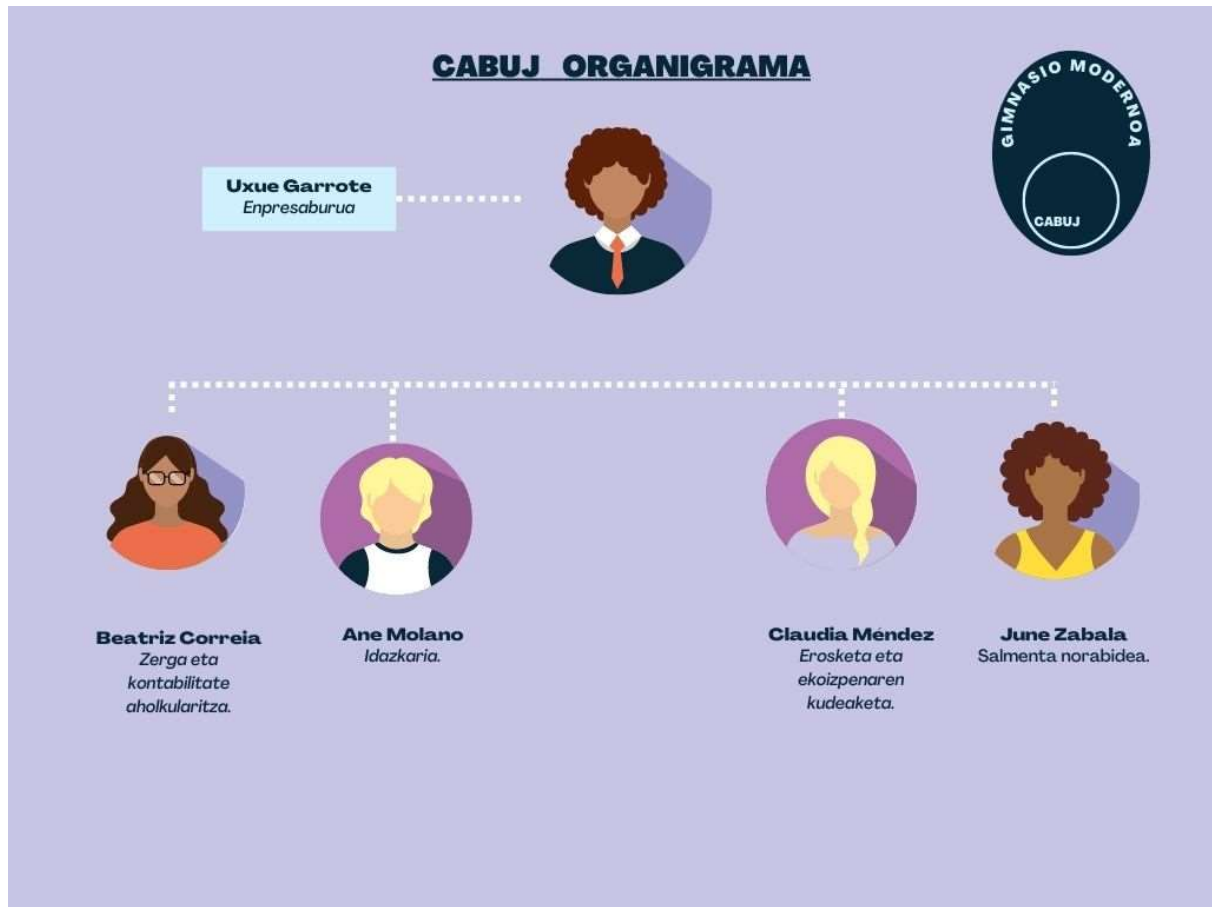 CABUJ ORGANIGRAMA
GIMNASIO MODERNOA
CABUJ
Uxue Garrote
Enpresaburua
Beatriz Correia
Zerga eta
kontabilitate
aholkularitza.
Ane Molano
Idazkaria.
Claudia Méndez
Erosketa eta
ekoizpenaren
kudeaketa.
June Zabala
Salmenta norabidea.